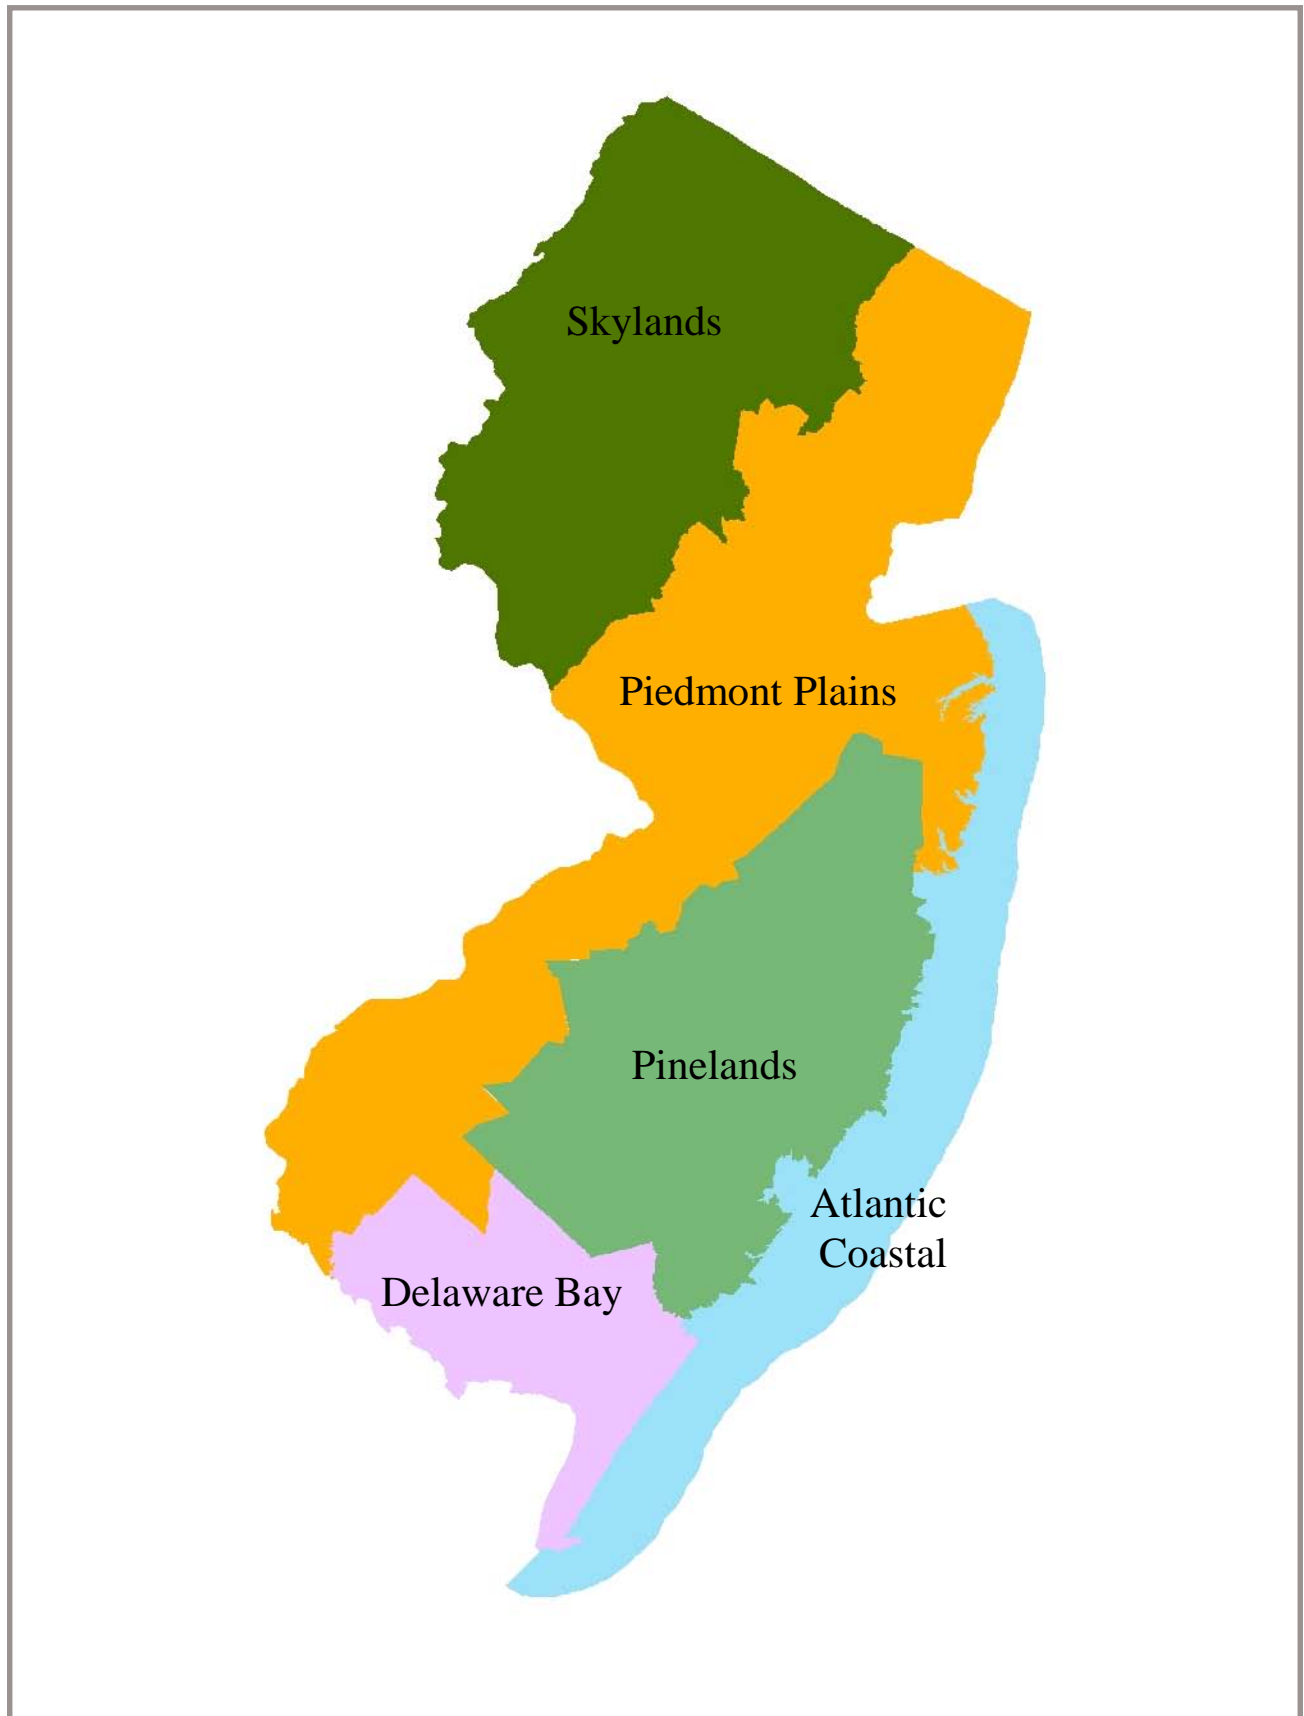 Skylands
Piedmont Plains
Pinelands
Atlantic
Coastal
Delaware Bay